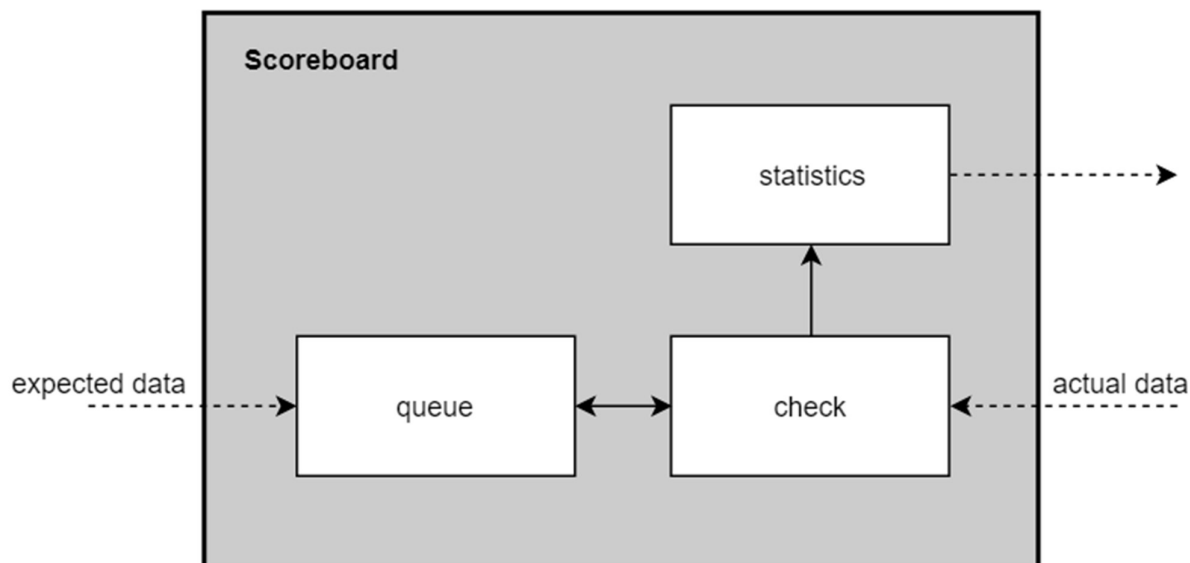 Scoreboard
statistics
expected data
queue
check
actual data